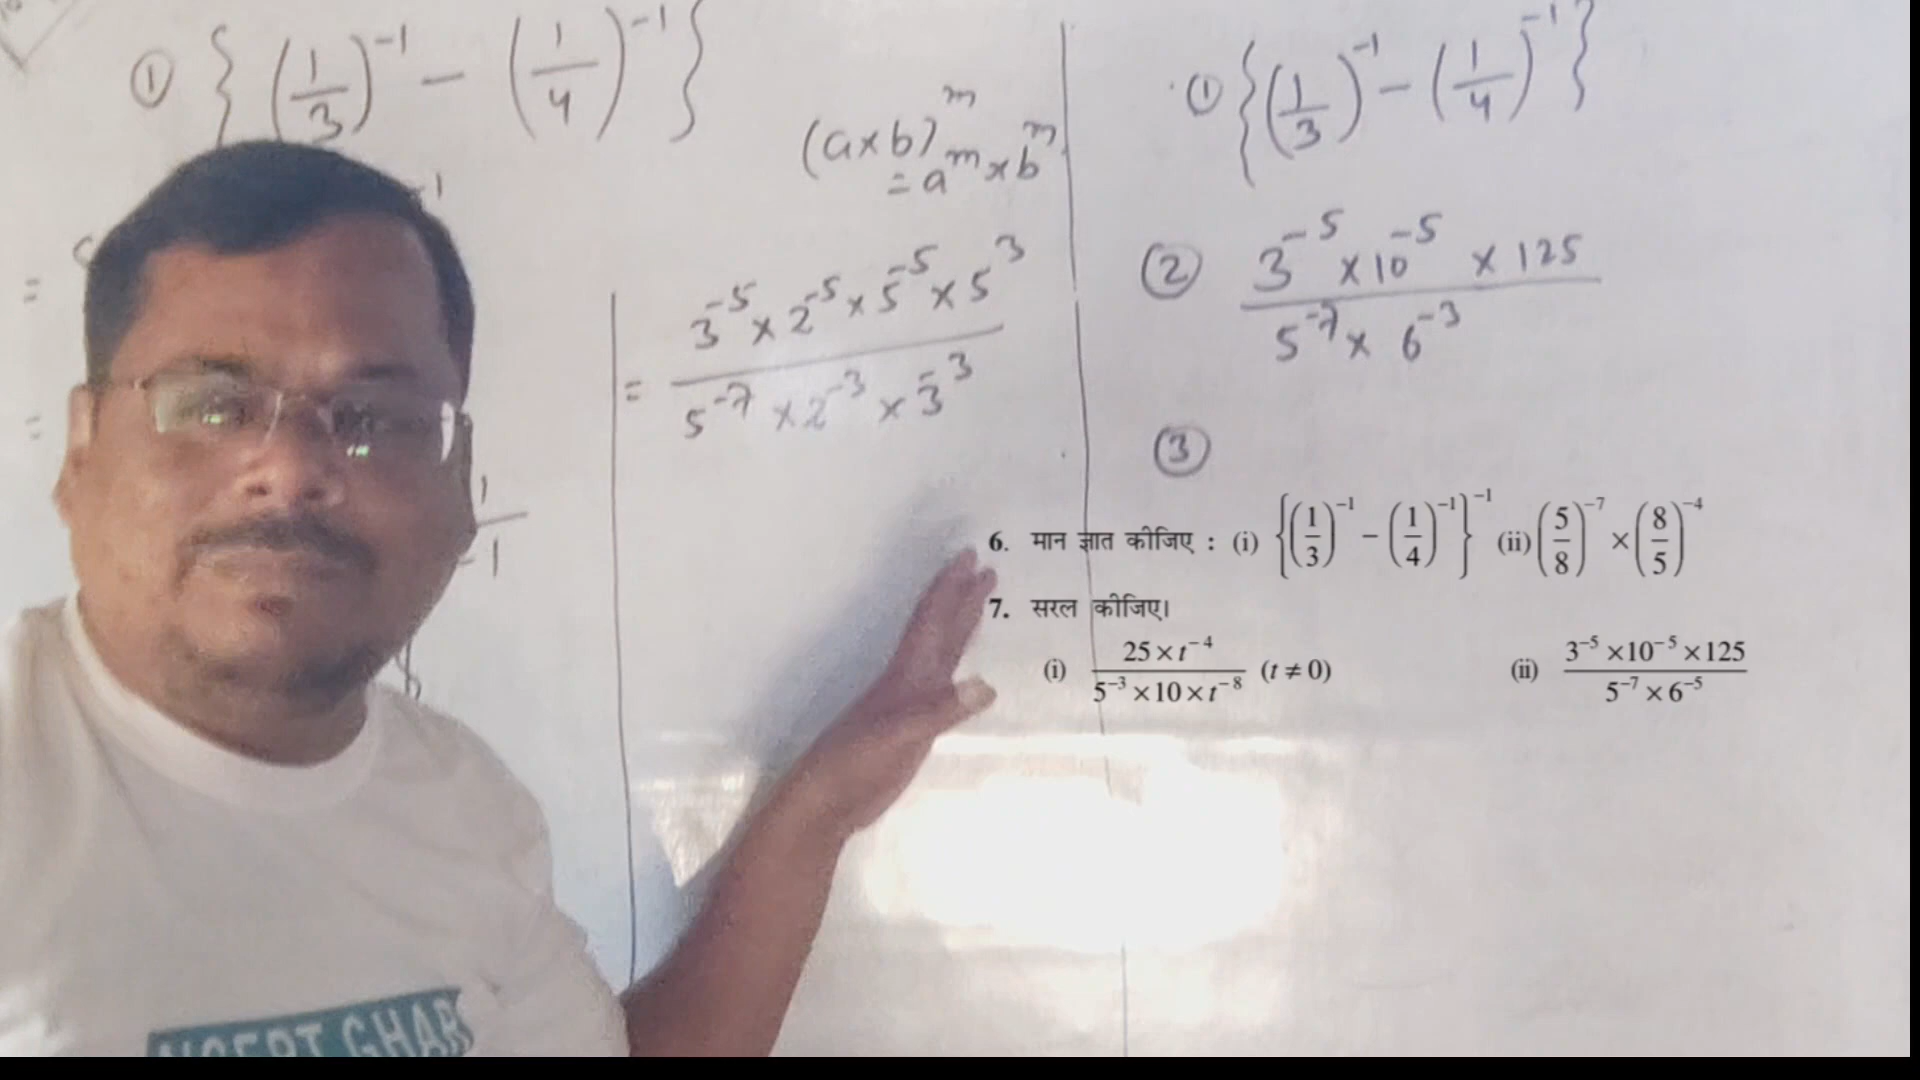 ① { (1/3)^-1 - (1/4)^-1 }
(a×b)^m
= a^m × b^m
=
=
= (3^-5 × 2^-5 × 5^-5 × 5^3) / (5^-7 × 2^-3 × 3^-3)
① { (1/3)^-1 - (1/4)^-1 }
② (3^-5 × 10^-5 × 125) / (5^-7 × 6^-3)
③
6. मान ज्ञात कीजिए : (i) {(1/3)^-1 - (1/4)^-1}^-1 (ii) (5/8)^-7 × (8/5)^-4
7. सरल कीजिए।
(i) (25 × t^-4) / (5^-3 × 10 × t^-8) (t ≠ 0) (ii) (3^-5 × 10^-5 × 125) / (5^-7 × 6^-5)
GHAR